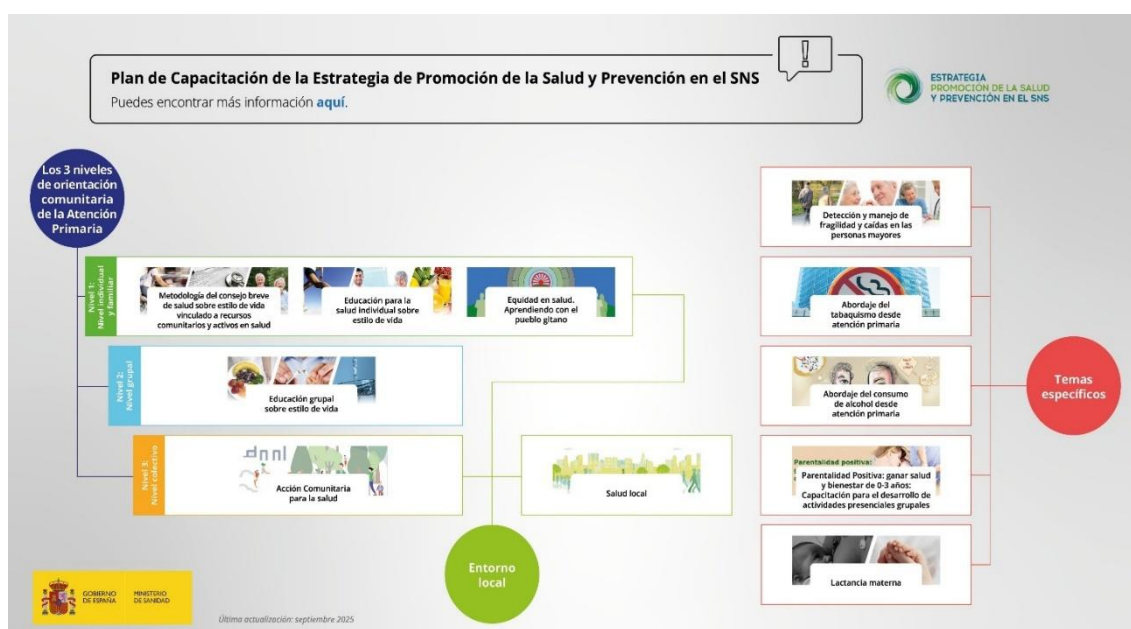 Plan de Capacitación de la Estrategia de Promoción de la Salud y Prevención en el SNS
Puedes encontrar más información aquí.
ESTRATEGIA
PROMOCIÓN DE LA SALUD
Y PREVENCIÓN EN EL SNS
Los 3 niveles
de orientación
comunitaria
de la Atención
Primaria
Nivel 1:
Nivel individual
y familiar
Metodología del consejo breve
de salud sobre estilo de vida
vinculado a recursos
comunitarios y activos en salud
Educación para la
salud individual sobre
estilo de vida
Equidad en salud.
Aprendiendo con el
pueblo gitano
Nivel 2:
Nivel grupal
Educación grupal
sobre estilo de vida
Nivel 3:
Nivel colectivo
Acción Comunitaria
para la salud
Salud local
Entorno
local
Detección y manejo de
fragilidad y caídas en las
personas mayores
Abordaje del
tabaquismo desde
atención primaria
Abordaje del consumo
de alcohol desde
atención primaria
Parentalidad positiva:
Parentalidad Positiva: ganar salud
y bienestar de 0-3 años:
Capacitación para el desarrollo de
actividades presenciales grupales
Lactancia materna
Temas
específicos
GOBIERNO
DE ESPAÑA
MINISTERIO
DE SANIDAD
Última actualización: septiembre 2025